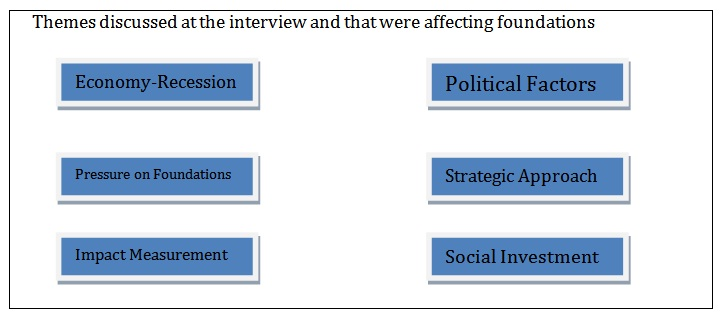 Themes discussed at the interview and that were affecting foundations
Economy-Recession
Political Factors
Pressure on Foundations
Strategic Approach
Impact Measurement
Social Investment